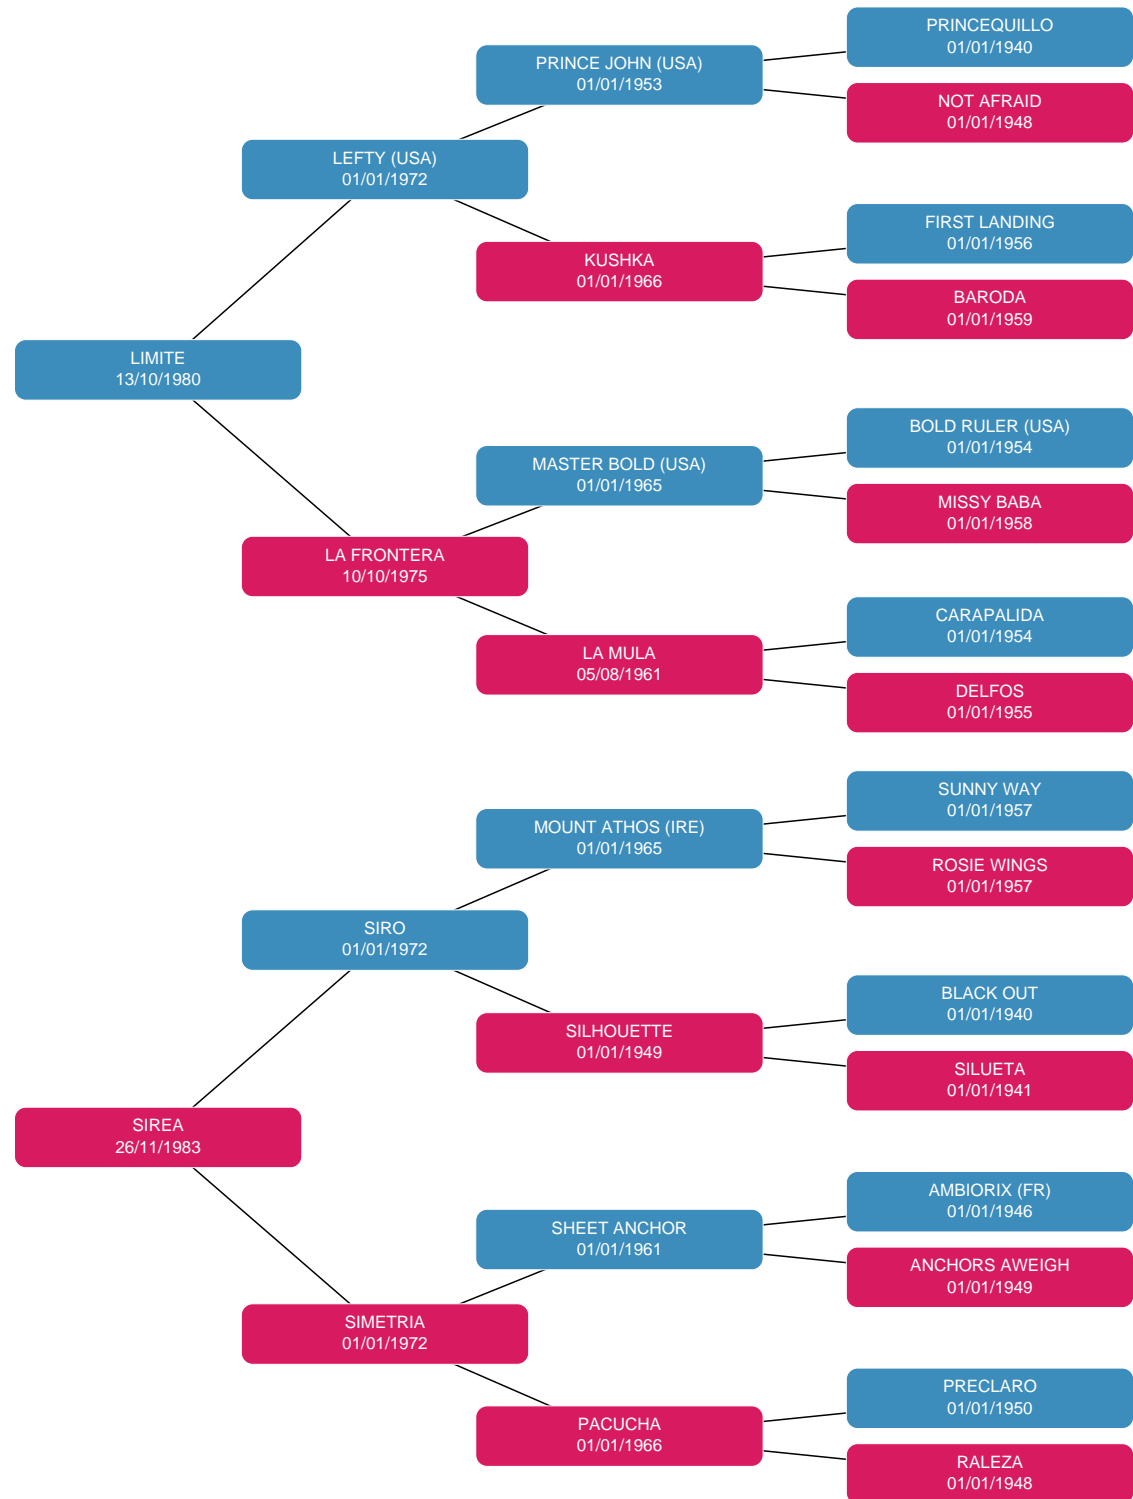 PRINCEQUILLO
01/01/1940
PRINCE JOHN (USA)
01/01/1953
NOT AFRAID
01/01/1948
LEFTY (USA)
01/01/1972
FIRST LANDING
01/01/1956
KUSHKA
01/01/1966
BARODA
01/01/1959
LIMITE
13/10/1980
BOLD RULER (USA)
01/01/1954
MASTER BOLD (USA)
01/01/1965
MISSY BABA
01/01/1958
LA FRONTERA
10/10/1975
CARAPALIDA
01/01/1954
LA MULA
05/08/1961
DELFOS
01/01/1955
SUNNY WAY
01/01/1957
MOUNT ATHOS (IRE)
01/01/1965
ROSIE WINGS
01/01/1957
SIRO
01/01/1972
BLACK OUT
01/01/1940
SILHOUETTE
01/01/1949
SILUETA
01/01/1941
SIREA
26/11/1983
AMBIORIX (FR)
01/01/1946
SHEET ANCHOR
01/01/1961
ANCHORS AWEIGH
01/01/1949
SIMETRIA
01/01/1972
PRECLARO
01/01/1950
PACUCHA
01/01/1966
RALEZA
01/01/1948